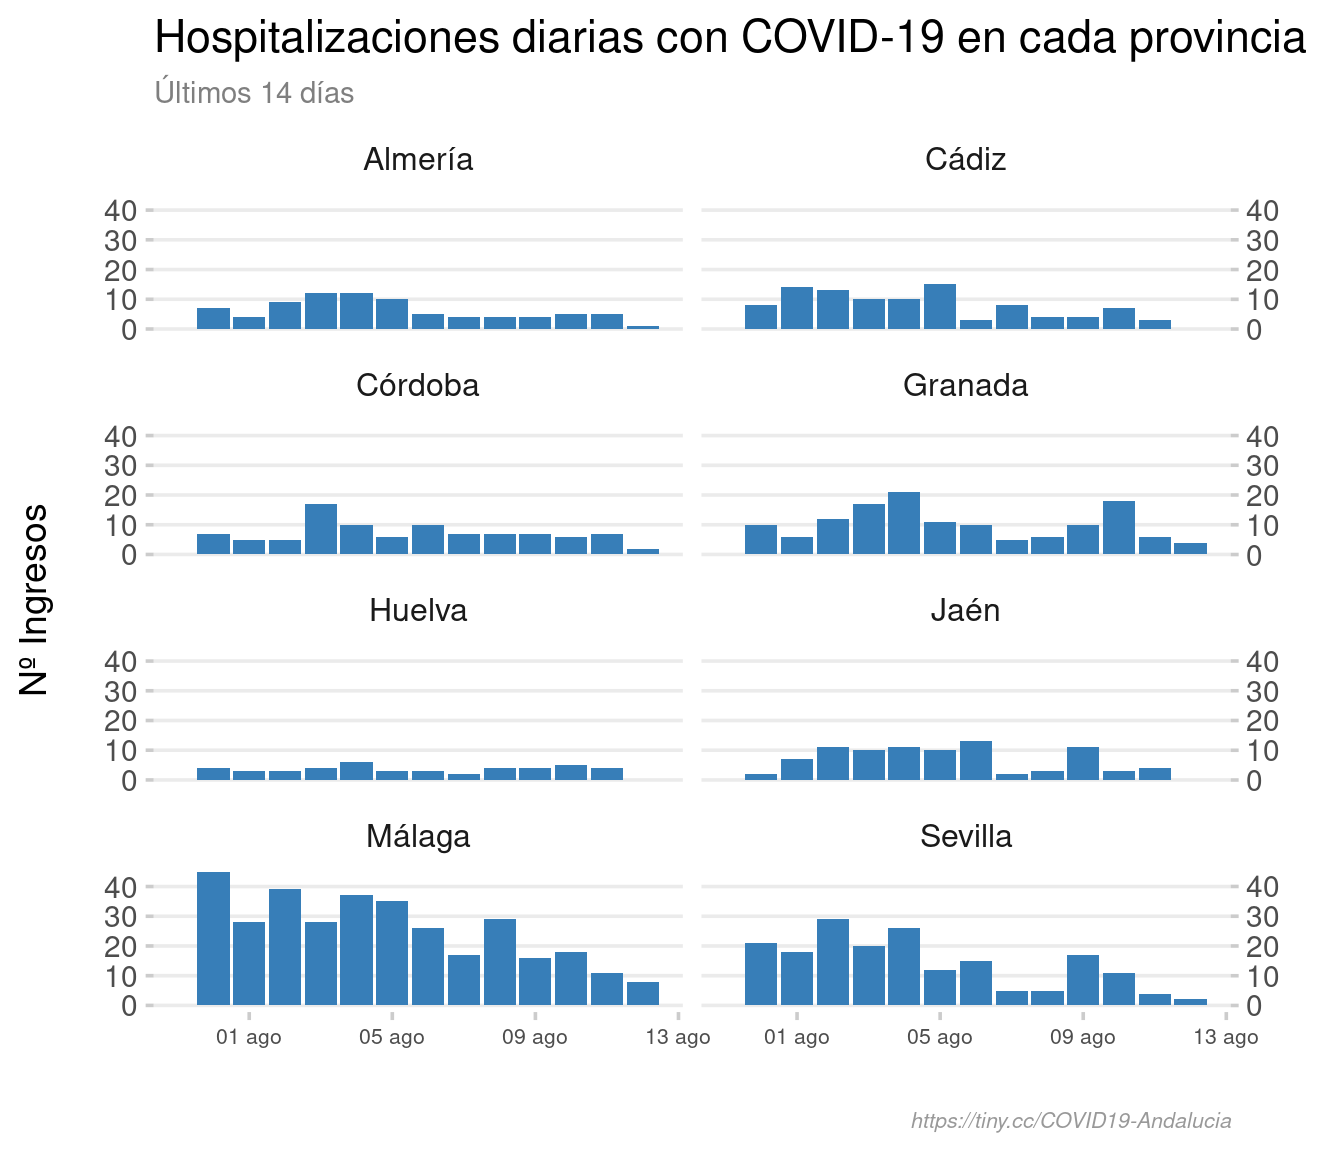 Hospitalizaciones diarias con COVID-19 en cada provincia
Últimos 14 días
Almería
Cádiz
40
30
20
10
0
40
30
20
10
0
Córdoba
Granada
40
30
20
10
0
40
30
20
10
0
Nº Ingresos
Huelva
Jaén
40
30
20
10
0
40
30
20
10
0
Málaga
Sevilla
40
30
20
10
0
40
30
20
10
0
01 ago 05 ago 09 ago 13 ago
01 ago 05 ago 09 ago 13 ago
https://tiny.cc/COVID19-Andalucia